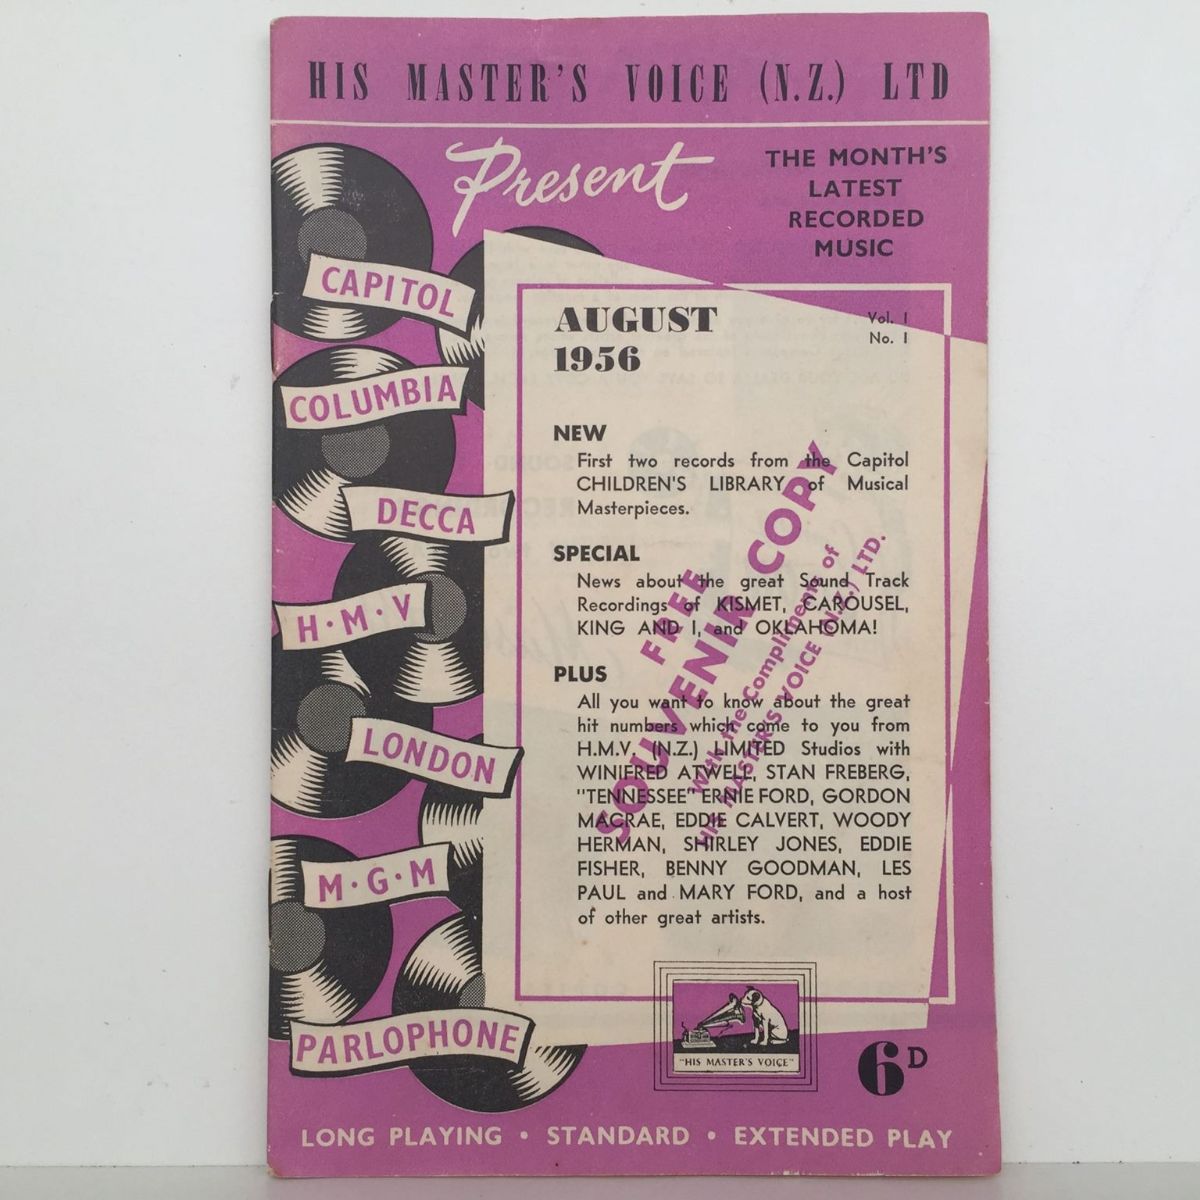 HIS MASTER'S VOICE (N.Z.) LTD
Present
THE MONTH'S
LATEST
RECORDED
MUSIC
CAPITOL
COLUMBIA
DECCA
H·M·V
LONDON
M·G·M
PARLOPHONE
AUGUST
1956
Vol. 1
No. 1
NEW
First two records from the Capitol
CHILDREN'S LIBRARY of Musical
Masterpieces.
SPECIAL
News about the great Sound Track
Recordings of KISMET, CAROUSEL,
KING AND I, and OKLAHOMA!
PLUS
All you want to know about the great
hit numbers which come to you from
H.M.V. (N.Z.) LIMITED Studios with
WINIFRED ATWELL, STAN FREBERG,
"TENNESSEE" ERNIE FORD, GORDON
MACRAE, EDDIE CALVERT, WOODY
HERMAN, SHIRLEY JONES, EDDIE
FISHER, BENNY GOODMAN, LES
PAUL and MARY FORD, and a host
of other great artists.
FREE
SOUVENIR COPY
With the Compliments of
HIS MASTER'S VOICE (N.Z.) LTD.
"HIS MASTER'S VOICE"
6D
LONG PLAYING • STANDARD • EXTENDED PLAY